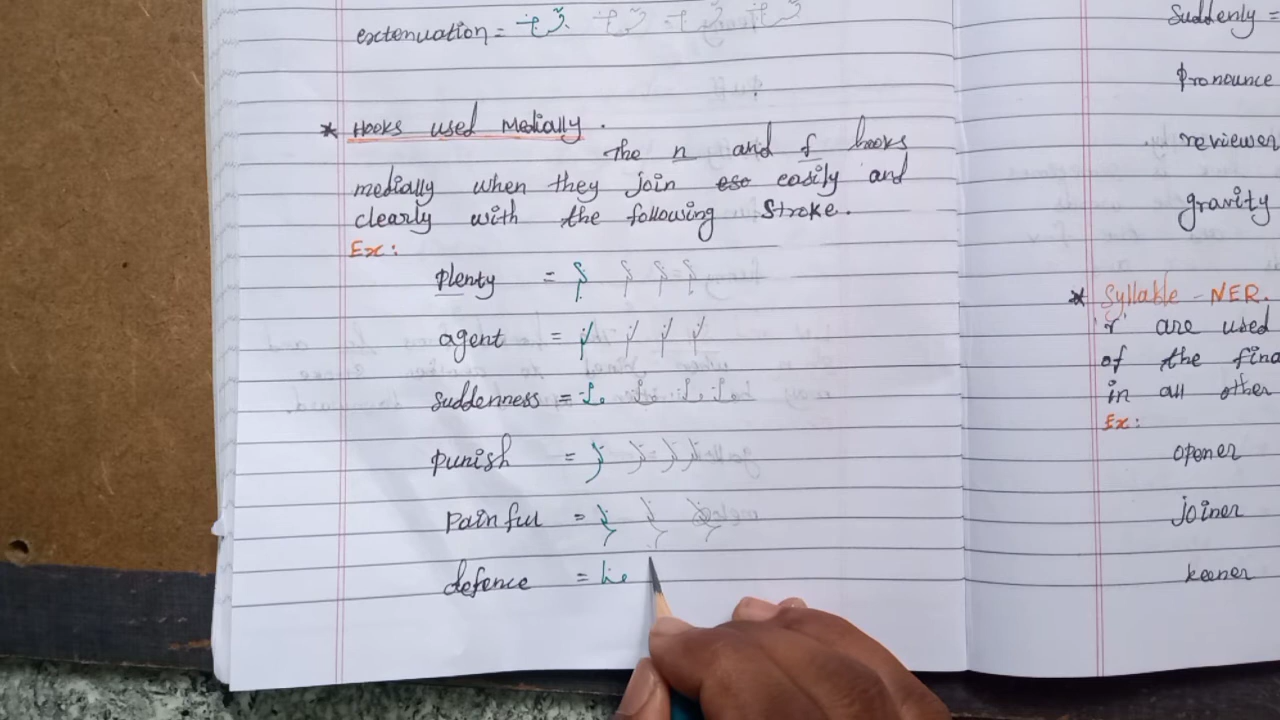 extenuation =
* Hooks used Medially.
The n and f hooks
medially when they join eso easily and
clearly with the following Stroke.
Ex:
plenty =
agent =
suddenness =
punish =
Painful =
defence =
Suddenly =
Pronounce
reviewer
gravity
* Syllable - NER.
'r' are used
of the fina
in all other
Ex:
opener
joiner
keener